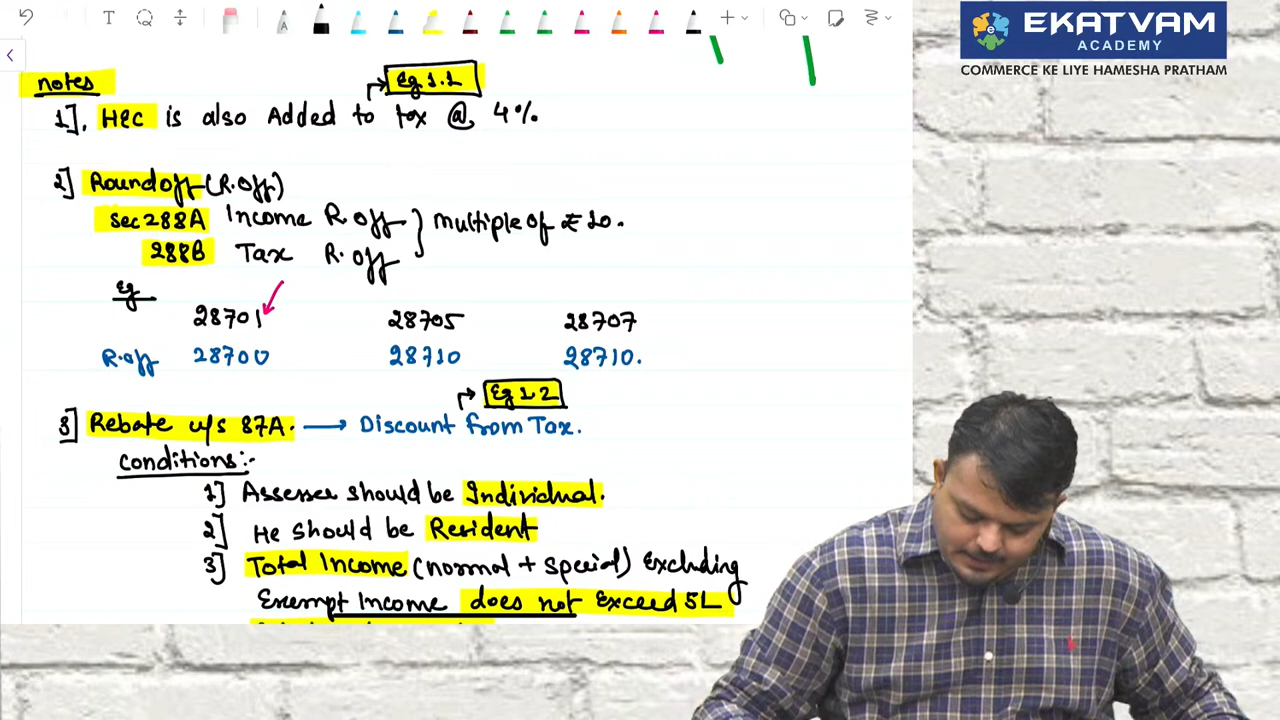 EKATVAM
ACADEMY
COMMERCE KE LIYE HAMESHA PRATHAM
notes
Eg 1.1
1]. HEC is also Added to tax @ 4%.
2] Roundoff (R.off)
Sec 288A Income R.off
multiple of ₹ 10.
288B Tax R.off
Eg
28701 28705 28707
R.off 28700 28710 28710.
Eg 1.2
3] Rebate u/s 87A. → Discount from Tax.
Conditions:-
1] Assessee should be Individual.
2] He should be Resident
3] Total Income (normal + special) Excluding
Exempt Income does not Exceed 5L